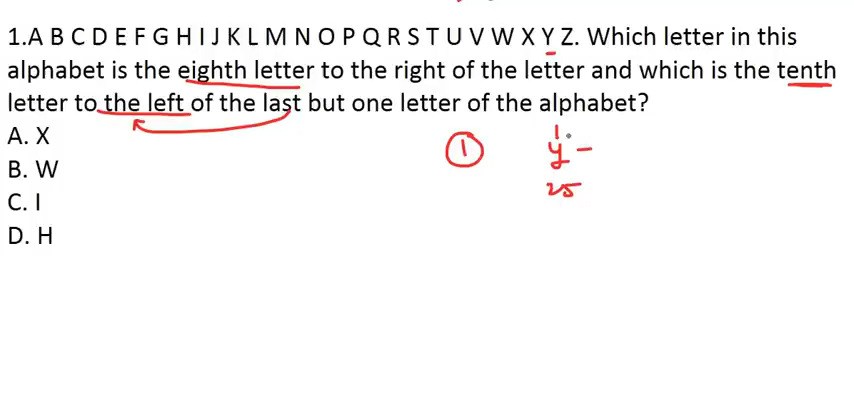 1.A B C D E F G H I J K L M N O P Q R S T U V W X Y Z. Which letter in this
alphabet is the eighth letter to the right of the letter and which is the tenth
letter to the left of the last but one letter of the alphabet?
A. X
B. W
C. I
D. H
1
1
y –
25